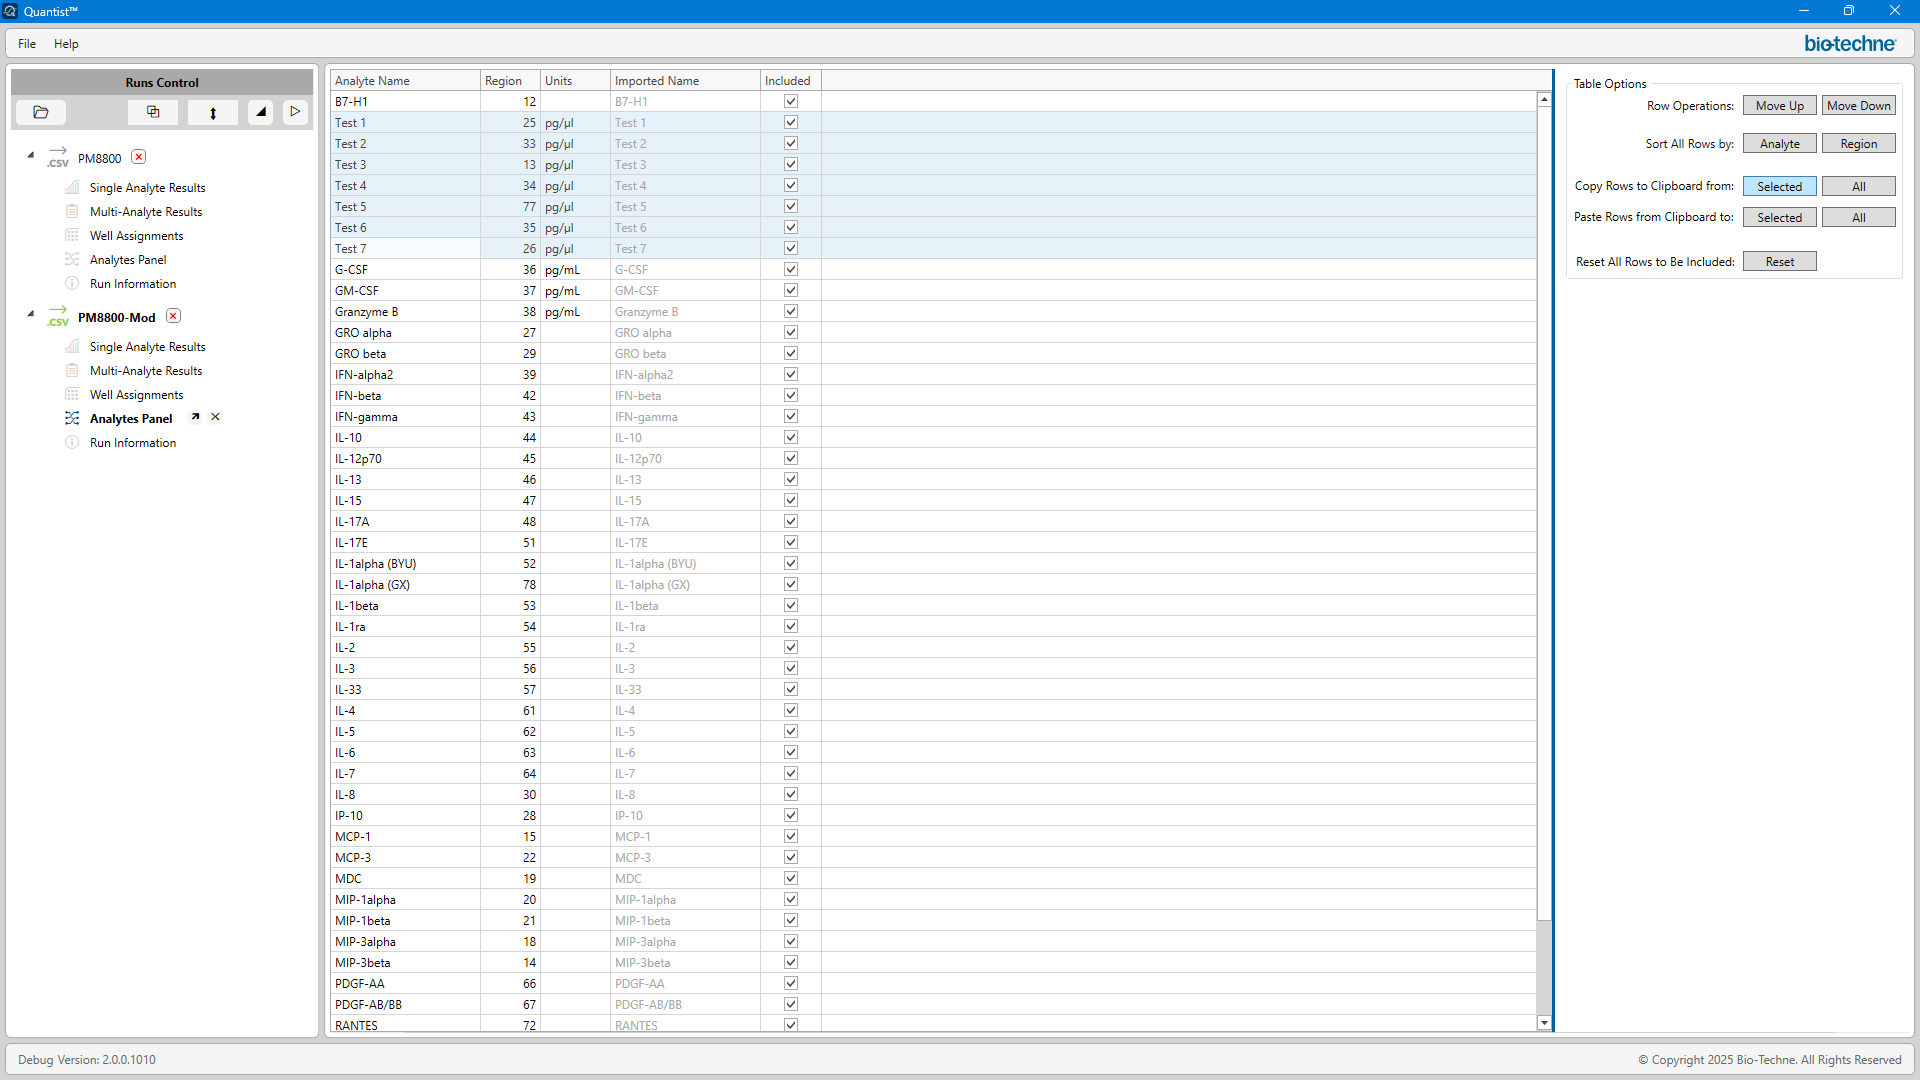 Quantist™
File Help
bio-techne
Runs Control
.CSV PM8800
Single Analyte Results
Multi-Analyte Results
Well Assignments
Analytes Panel
Run Information
.CSV PM8800-Mod
Single Analyte Results
Multi-Analyte Results
Well Assignments
Analytes Panel
Run Information
Analyte Name Region Units Imported Name Included
B7-H1 12 B7-H1
Test 1 25 pg/µl Test 1
Test 2 33 pg/µl Test 2
Test 3 13 pg/µl Test 3
Test 4 34 pg/µl Test 4
Test 5 77 pg/µl Test 5
Test 6 35 pg/µl Test 6
Test 7 26 pg/µl Test 7
G-CSF 36 pg/mL G-CSF
GM-CSF 37 pg/mL GM-CSF
Granzyme B 38 pg/mL Granzyme B
GRO alpha 27 GRO alpha
GRO beta 29 GRO beta
IFN-alpha2 39 IFN-alpha2
IFN-beta 42 IFN-beta
IFN-gamma 43 IFN-gamma
IL-10 44 IL-10
IL-12p70 45 IL-12p70
IL-13 46 IL-13
IL-15 47 IL-15
IL-17A 48 IL-17A
IL-17E 51 IL-17E
IL-1alpha (BYU) 52 IL-1alpha (BYU)
IL-1alpha (GX) 78 IL-1alpha (GX)
IL-1beta 53 IL-1beta
IL-1ra 54 IL-1ra
IL-2 55 IL-2
IL-3 56 IL-3
IL-33 57 IL-33
IL-4 61 IL-4
IL-5 62 IL-5
IL-6 63 IL-6
IL-7 64 IL-7
IL-8 30 IL-8
IP-10 28 IP-10
MCP-1 15 MCP-1
MCP-3 22 MCP-3
MDC 19 MDC
MIP-1alpha 20 MIP-1alpha
MIP-1beta 21 MIP-1beta
MIP-3alpha 18 MIP-3alpha
MIP-3beta 14 MIP-3beta
PDGF-AA 66 PDGF-AA
PDGF-AB/BB 67 PDGF-AB/BB
RANTES 72 RANTES
Table Options
Row Operations: Move Up Move Down
Sort All Rows by: Analyte Region
Copy Rows to Clipboard from: Selected All
Paste Rows from Clipboard to: Selected All
Reset All Rows to Be Included: Reset
Debug Version: 2.0.0.1010
© Copyright 2025 Bio-Techne. All Rights Reserved